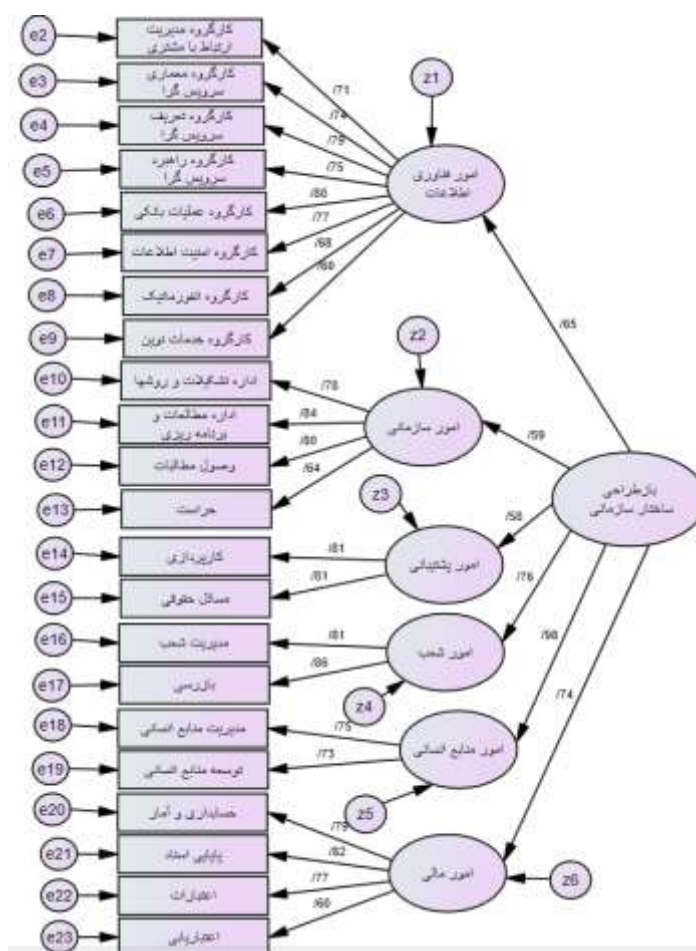 e2
کارگروه مدیریت
ارتباط با مشتری
e3
کارگروه معماری
سرویس گرا
e4
کارگروه تعریف
سرویس گرا
e5
کارگروه راهبرد
سرویس گرا
e6
کارگروه عملیات بانکی
e7
کارگروه امنیت اطلاعات
e8
کارگروه انفورماتیک
e9
کارگروه خدمات نوین
e10
اداره تشکیلات و روشها
e11
اداره مطالعات و
برنامه ریزی
e12
وصول مطالبات
e13
حراست
e14
کارپردازی
e15
مسائل حقوقی
e16
مدیریت شعب
e17
بازرسی
e18
مدیریت منابع انسانی
e19
توسعه منابع انسانی
e20
حسابداری و آمار
e21
پایایی اسناد
e22
اعتبارات
e23
اعتباریابی
/71
/74
/79
/75
/77
/68
/78
/84
/64
/81
/81
/81
/86
/75
/73
/79
/82
/77
z1
امور فناوری
اطلاعات
z2
امور سازمانی
z3
امور پشتیبانی
امور شعب
z4
امور منابع انسانی
z5
امور مالی
z6
/65
/59
/58
/76
/74
بازطراحی
ساختار سازمانی